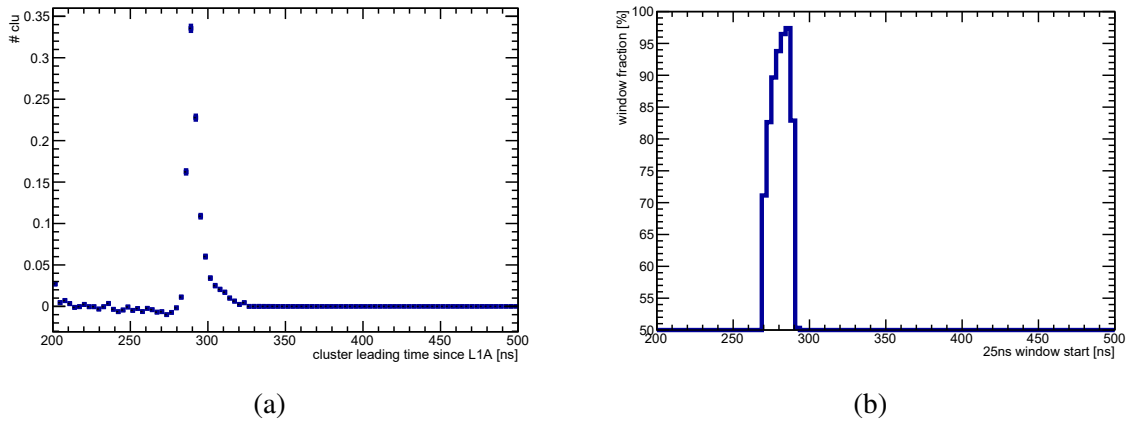 # clu
0.35
0.3
0.25
0.2
0.15
0.1
0.05
0
200 250 300 350 400 450 500
cluster leading time since L1A [ns]
(a)
window fraction [%]
100
95
90
85
80
75
70
65
60
55
50
200 250 300 350 400 450 500
25ns window start [ns]
(b)